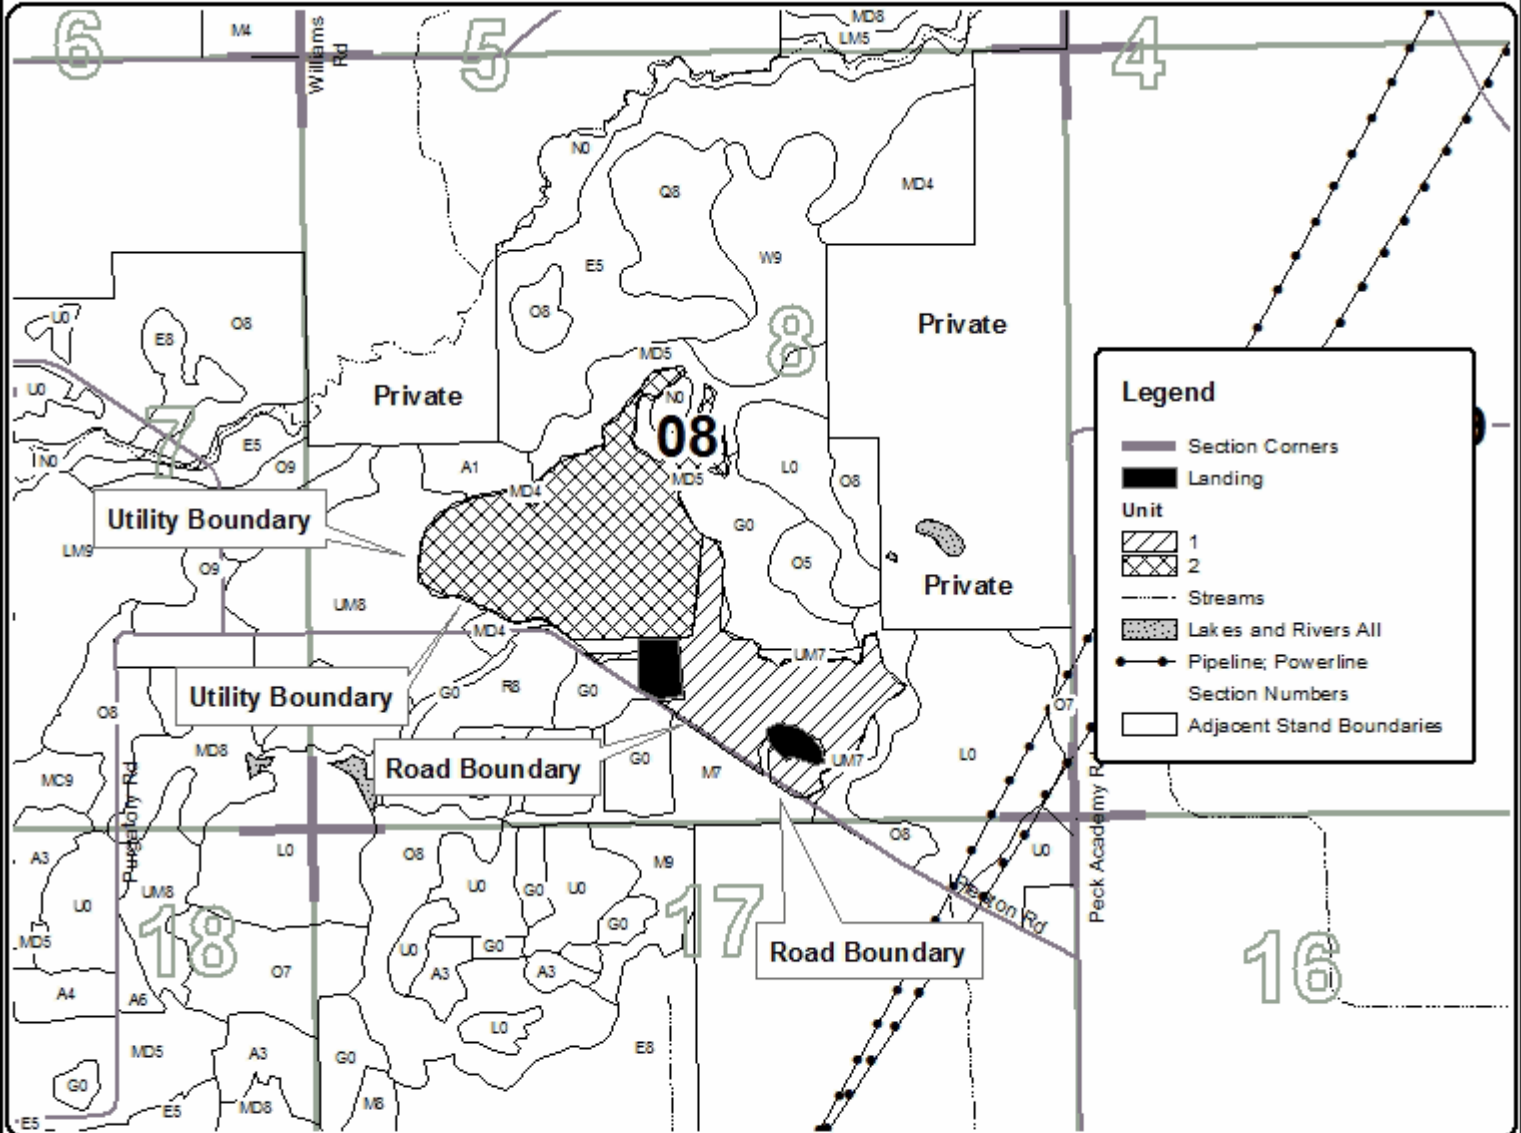 6
M4
Williams
Rd
5
MD8
LM5
4
N0
Q8
MD4
W9
E5
O8
U0
E8
O8
8
Private
MD5
U0
Private
N0
7
08
E5
N0
O9
A1
MD4
MD5
L0
O8
Utility Boundary
LM9
G0
O9
O5
Private
UM8
MD4
UM7
Utility Boundary
G0
R8
G0
O7
O8
MD8
Road Boundary
G0
M7
UM7
L0
MC9
Purgatory Rd
O8
U0
A3
L0
O8
M9
UM8
U0
G0
U0
U0
Peck Academy R
18
17
G0
MD5
U0
G0
A3
A3
Road Boundary
16
O7
A4
A6
L0
MD5
A3
G0
E8
G0
M8
E5
MD8
E5
Legend
Section Corners
Landing
Unit
1
2
Streams
Lakes and Rivers All
Pipeline; Powerline
Section Numbers
Adjacent Stand Boundaries